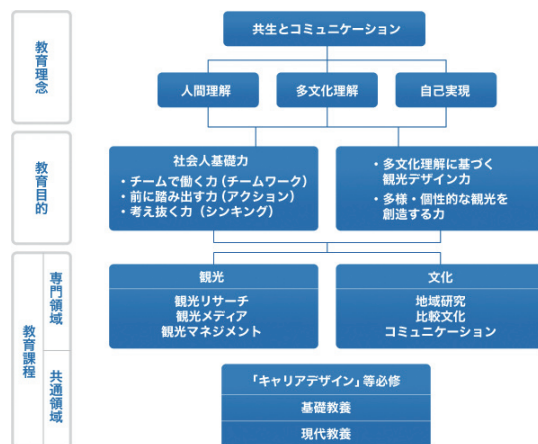 教育理念
共生とコミュニケーション
人間理解
多文化理解
自己実現
教育目的
社会人基礎力
・チームで働く力(チームワーク)
・前に踏み出す力(アクション)
・考え抜く力(シンキング)
・多文化理解に基づく
観光デザイン力
・多様・個性的な観光を
創造する力
教育課程
専門領域
観光
観光リサーチ
観光メディア
観光マネジメント
文化
地域研究
比較文化
コミュニケーション
共通領域
「キャリアデザイン」等必修
基礎教養
現代教養